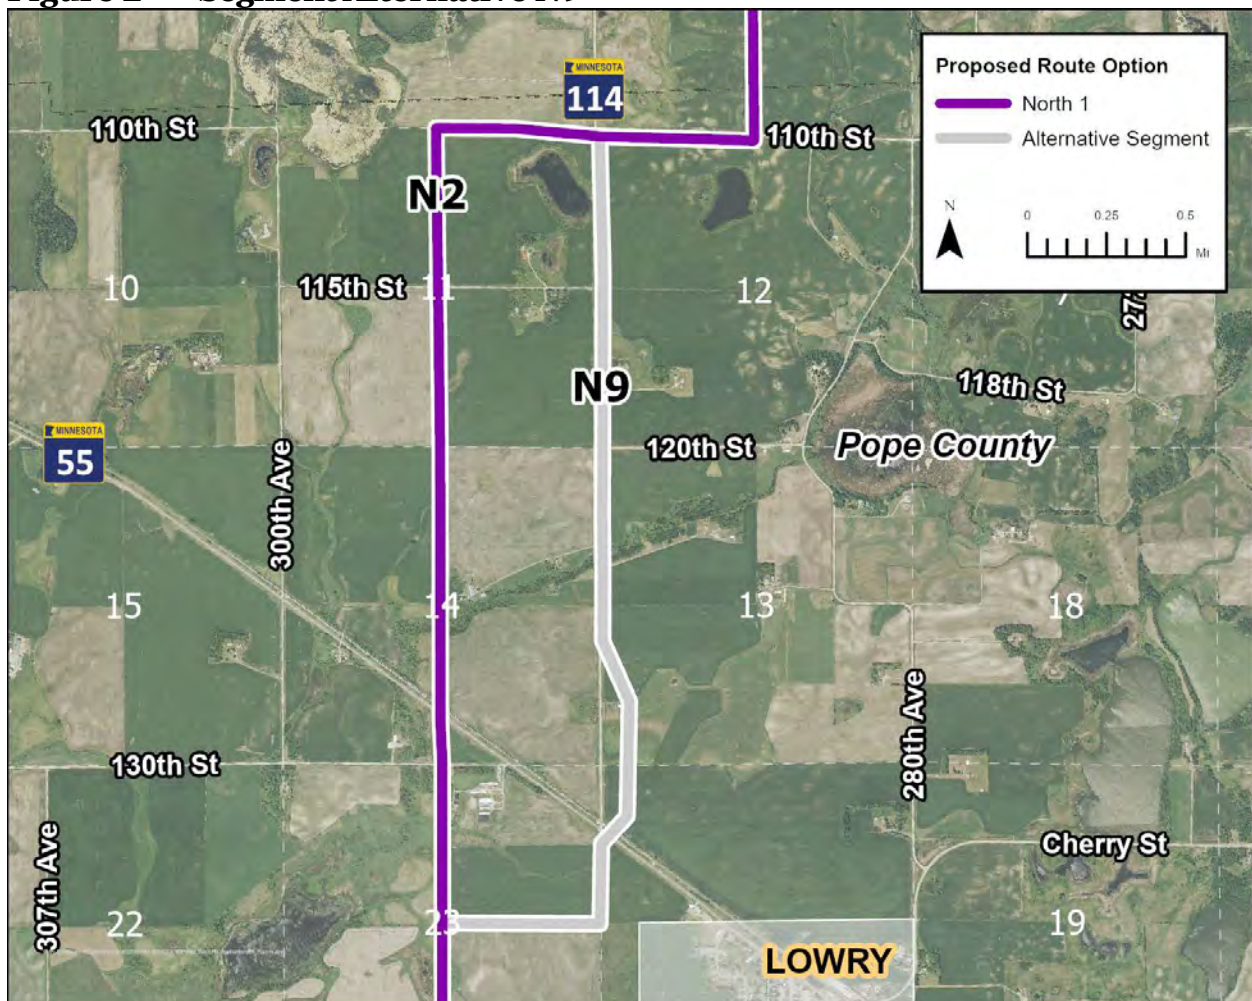 MINNESOTA
114
110th St
110th St
N2
Proposed Route Option
North 1
Alternative Segment
N
0 0.25 0.5
Mi
10
115th St
11
12
7
N9
118th St
MINNESOTA
55
300th Ave
120th St
Pope County
15
14
13
18
130th St
280th Ave
307th Ave
Cherry St
22
23
19
LOWRY